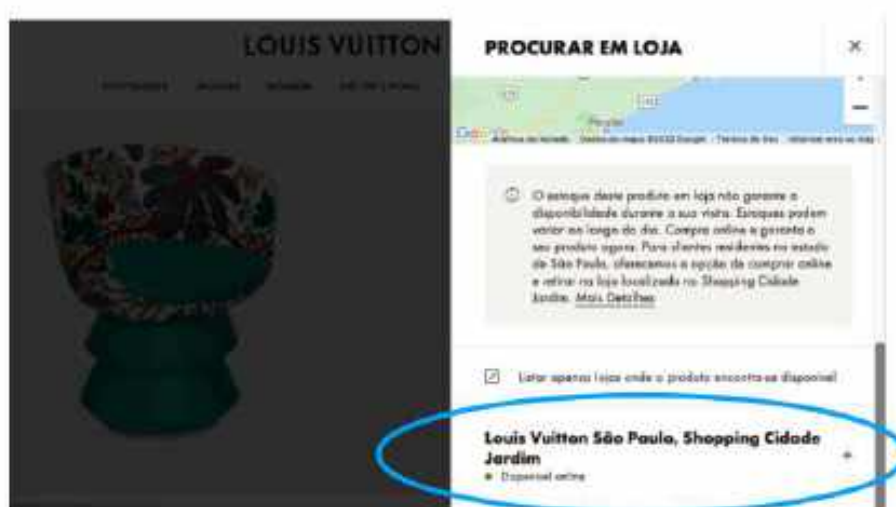 LOUIS VUITTON
PROCURAR EM LOJA
O estoque deste produto em loja não garante a
disponibilidade durante a sua visita. Estoques podem
variar ao longo do dia. Compre online e garanta o
seu produto agora. Para clientes residentes no estado
de São Paulo, oferecemos a opção de comprar online
e retirar na loja localizada no Shopping Cidade
Jardim. Mais Detalhes
Listar apenas lojas onde o produto encontra-se disponível
Louis Vuitton São Paulo, Shopping Cidade
Jardim
Disponível online